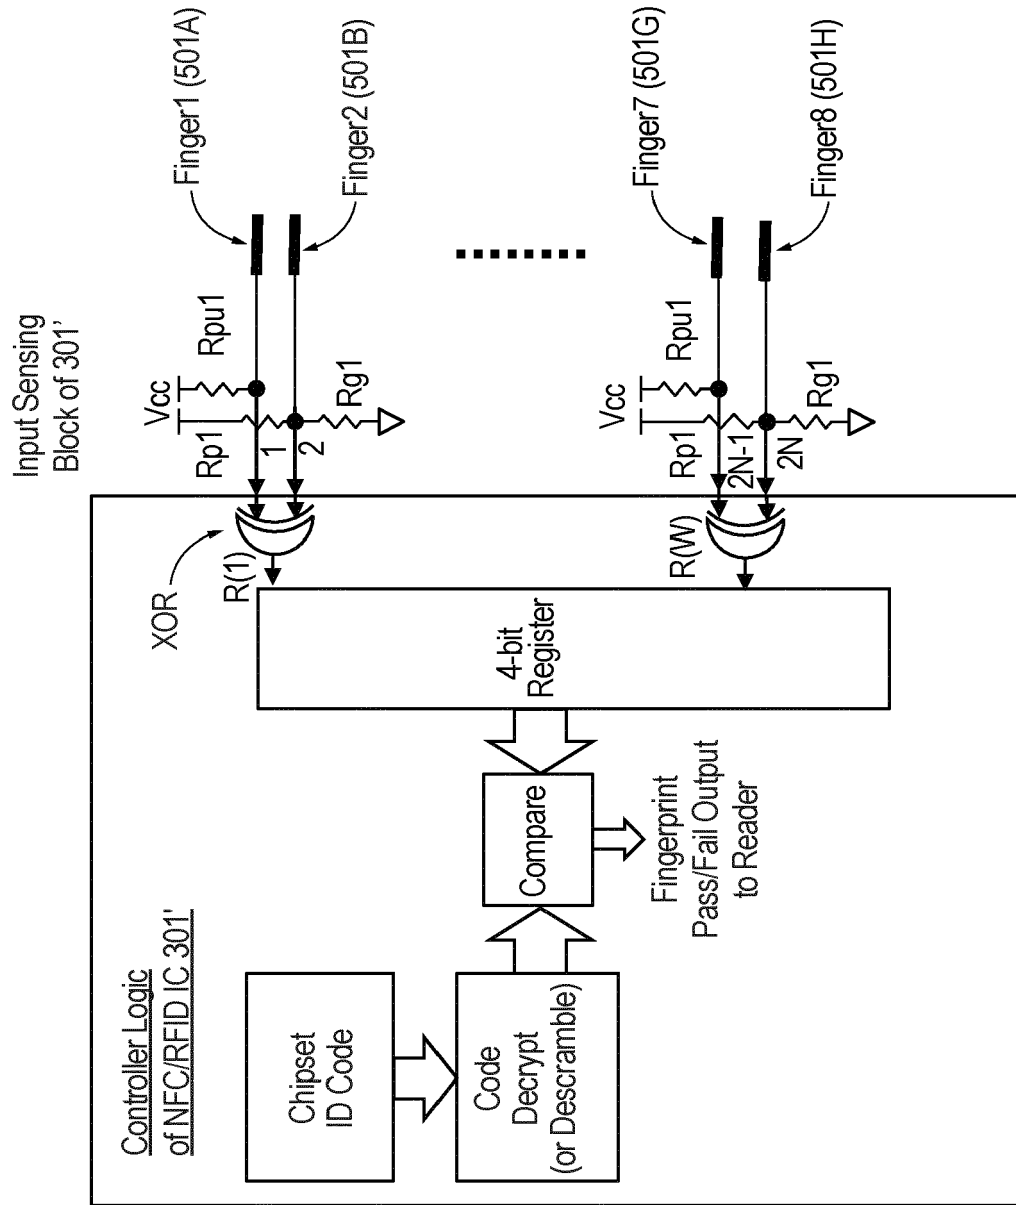 Input Sensing
Block of 301'
Controller Logic
of NFC/RFID IC 301'
Chipset
ID Code
Code
Decrypt
(or Descramble)
Compare
Fingerprint
Pass/Fail Output
to Reader
4-bit
Register
XOR
R(1)
R(W)
Vcc
Rp1
Rpu1
Rg1
1
2
Finger1 (501A)
Finger2 (501B)
Vcc
Rp1
Rpu1
Rg1
2N-1
2N
Finger7 (501G)
Finger8 (501H)